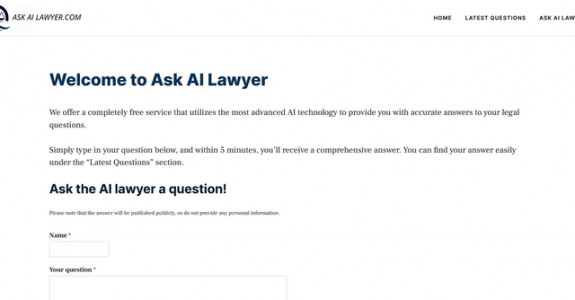 ASK AI LAWYER.COM
HOME LATEST QUESTIONS ASK AI LAW
Welcome to Ask AI Lawyer
We offer a completely free service that utilizes the most advanced AI technology to provide you with accurate answers to your legal
questions.
Simply type in your question below, and within 5 minutes, you'll receive a comprehensive answer. You can find your answer easily
under the “Latest Questions” section.
Ask the AI lawyer a question!
Please note that the answer will be published publicly, so do not provide any personal information.
Name *
Your question *